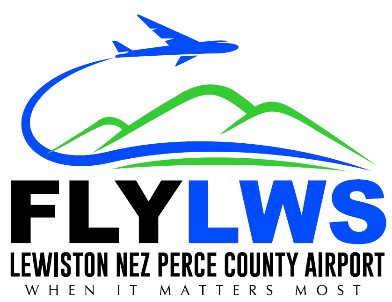 FLYLWS
LEWISTON NEZ PERCE COUNTY AIRPORT
WHEN IT MATTERS MOST